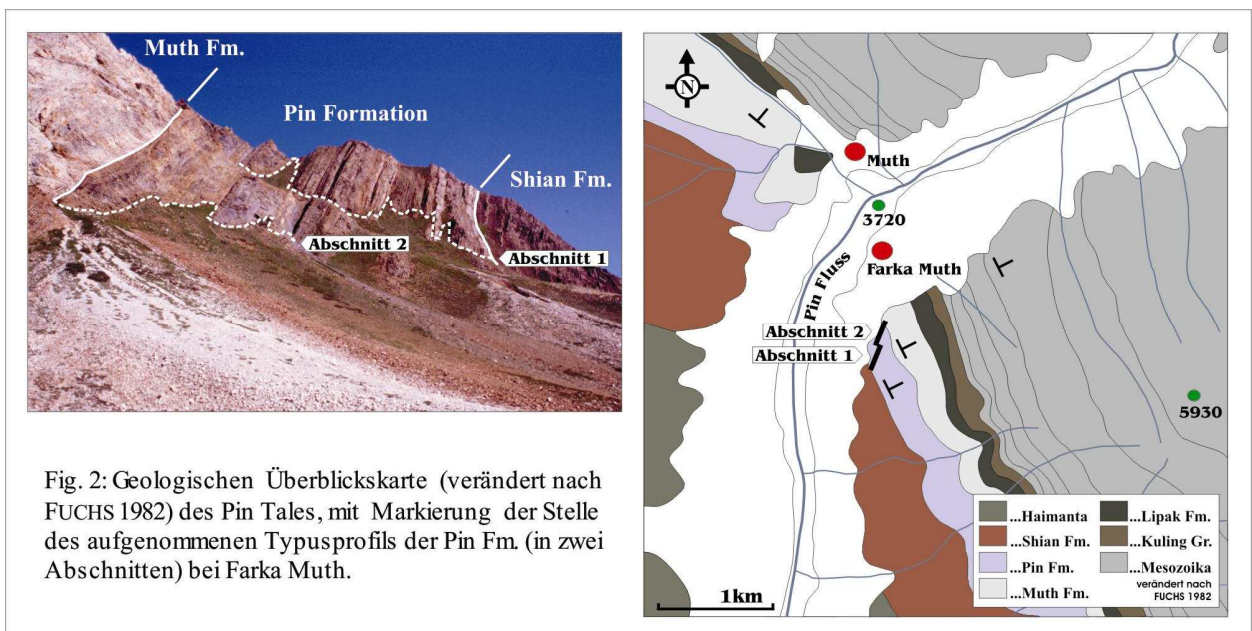 Muth Fm.
Pin Formation
Shian Fm.
Abschnitt 2
Abschnitt 1
Fig. 2: Geologischen Überblickskarte (verändert nach
FUCHS 1982) des Pin Tales, mit Markierung der Stelle
des aufgenommenen Typusprofils der Pin Fm. (in zwei
Abschnitten) bei Farka Muth.
N
Muth
3720
Farka Muth
Pin Fluss
Abschnitt 2
Abschnitt 1
5930
1km
...Haimanta
...Shian Fm.
...Pin Fm.
...Muth Fm.
...Lipak Fm.
...Kuling Gr.
...Mesozoika
verändert nach
FUCHS 1982